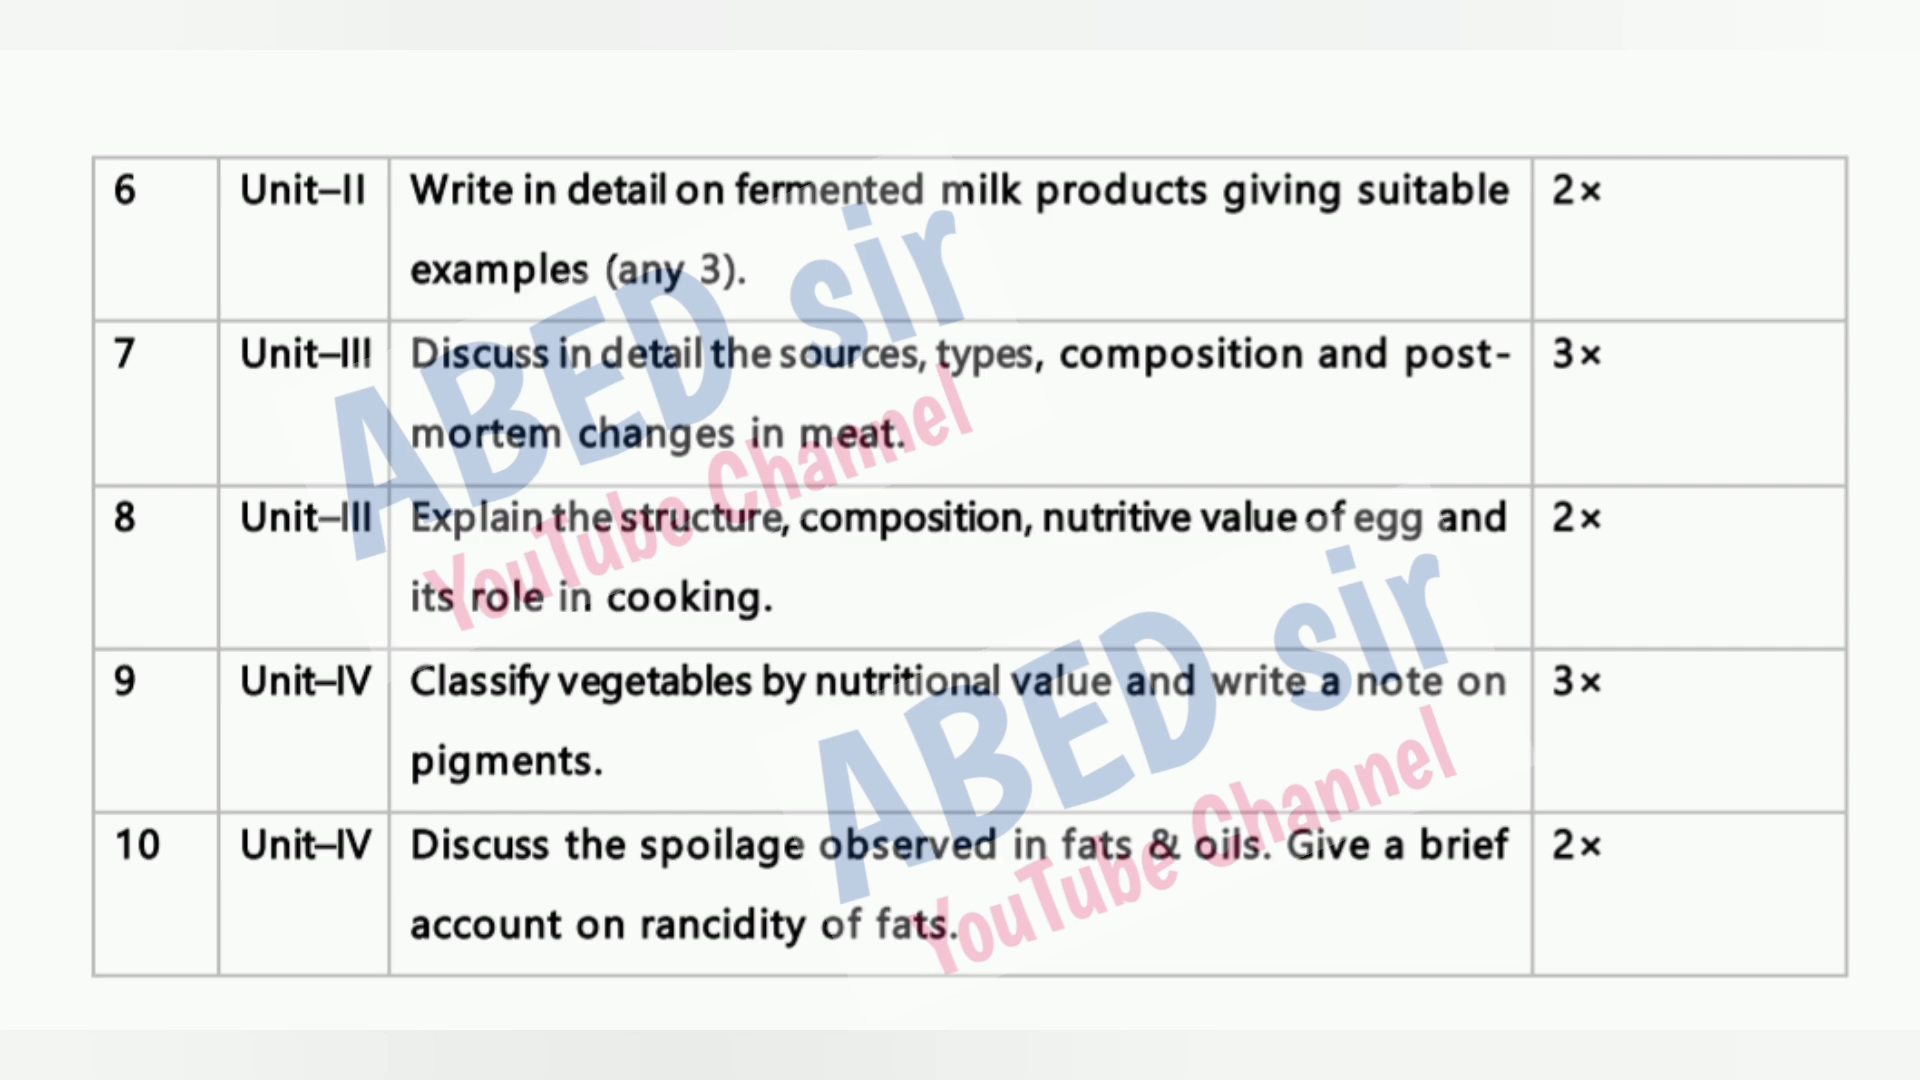 6 Unit–II Write in detail on fermented milk products giving suitable 2×
examples (any 3).
7 Unit–III Discuss in detail the sources, types, composition and post- 3×
mortem changes in meat.
8 Unit–III Explain the structure, composition, nutritive value of egg and 2×
its role in cooking.
9 Unit–IV Classify vegetables by nutritional value and write a note on 3×
pigments.
10 Unit–IV Discuss the spoilage observed in fats & oils. Give a brief 2×
account on rancidity of fats.
ABED sir
YouTube Channel
ABED sir
YouTube Channel